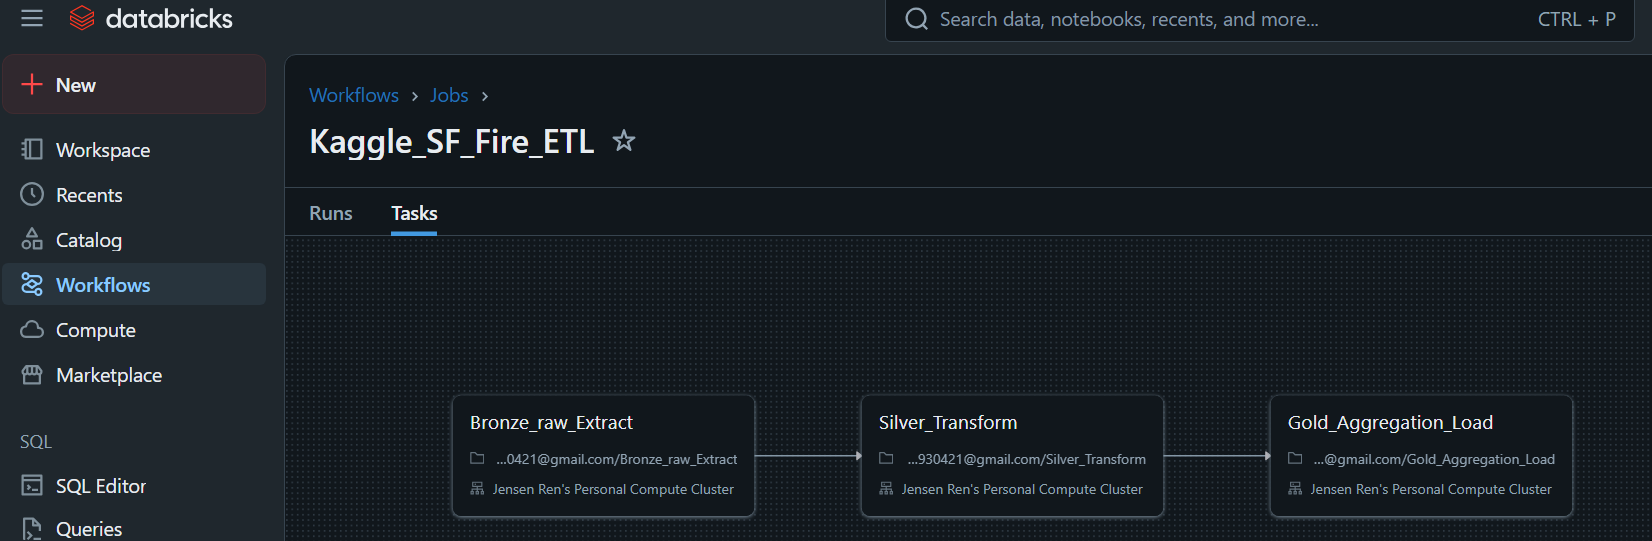 databricks
Search data, notebooks, recents, and more...
CTRL + P
New
Workspace
Recents
Catalog
Workflows
Compute
Marketplace
SQL
SQL Editor
Queries
Workflows › Jobs ›
Kaggle_SF_Fire_ETL
Runs
Tasks
Bronze_raw_Extract
...0421@gmail.com/Bronze_raw_Extract
Jensen Ren's Personal Compute Cluster
Silver_Transform
...930421@gmail.com/Silver_Transform
Jensen Ren's Personal Compute Cluster
Gold_Aggregation_Load
...@gmail.com/Gold_Aggregation_Load
Jensen Ren's Personal Compute Cluster